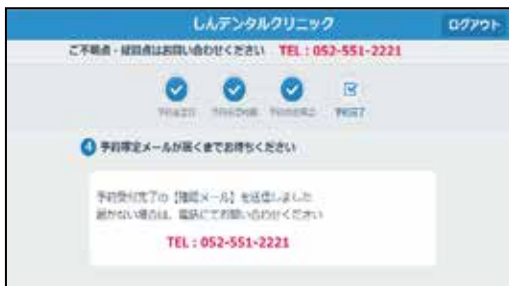 しんデンタルクリニック ログアウト
ご不明点・疑問点はお問い合わせください TEL : 052-551-2221
予約完了
4 予約確定メールが届くまでお待ちください
予約受付完了の【確認メール】を送信しました
届かない場合は、電話にてお問い合わせください
TEL : 052-551-2221